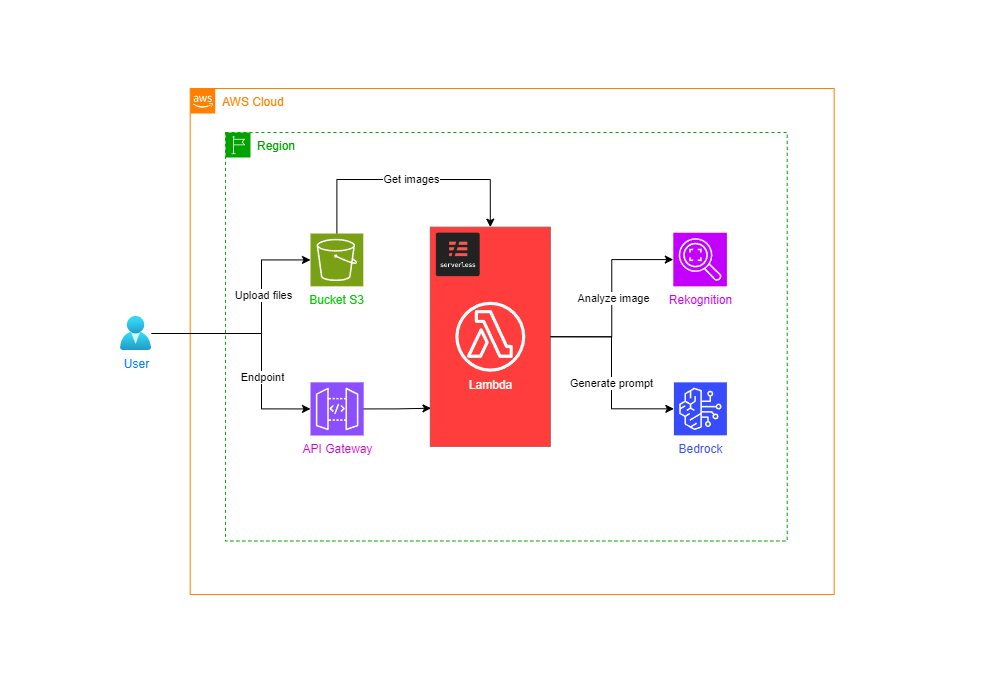 aws
AWS Cloud
Region
Get images
serverless
Upload files
Bucket S3
Analyze image
Rekognition
User
Endpoint
Lambda
Generate prompt
</>
API Gateway
Bedrock